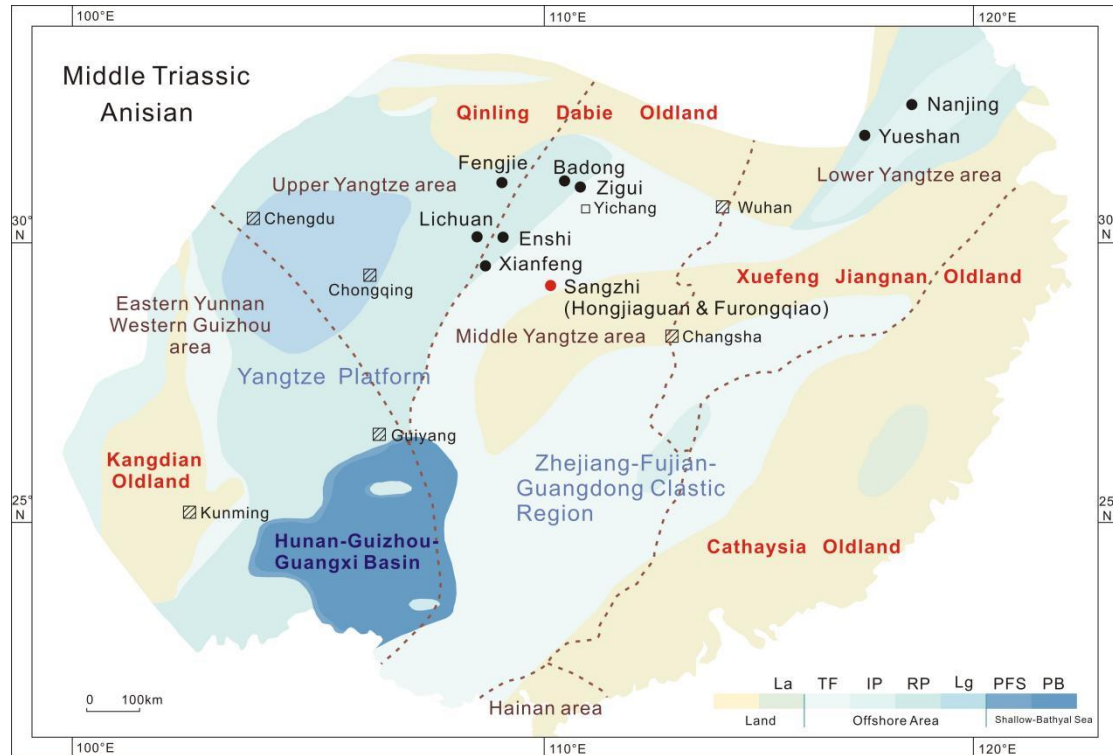 100°E 110°E 120°E
Middle Triassic
Anisian
Qinling Dabie Oldland
Nanjing
Yueshan
Fengjie
Badong
Zigui
Yichang
Upper Yangtze area
Lower Yangtze area
Chengdu
Lichuan
Enshi
Wuhan
30°
N
30°
N
Xianfeng
Chongqing
Sangzhi
(Hongjiaguan & Furongqiao)
Xuefeng Jiangnan Oldland
Eastern Yunnan
Western Guizhou
area
Middle Yangtze area
Changsha
Yangtze Platform
Guiyang
Kangdian
Oldland
Zhejiang-Fujian-
Guangdong Clastic
Region
Kunming
25°
N
25°
N
Hunan-Guizhou-
Guangxi Basin
Cathaysia Oldland
0 100km
Hainan area
La TF IP RP Lg PFS PB
Land Offshore Area Shallow-Bathyal Sea
100°E 110°E 120°E